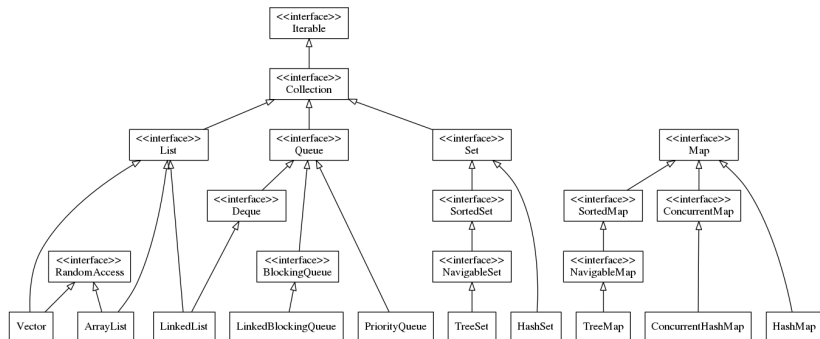 <<interface>>
Iterable
<<interface>>
Collection
<<interface>>
List
<<interface>>
Queue
<<interface>>
Set
<<interface>>
Map
<<interface>>
Deque
<<interface>>
SortedSet
<<interface>>
SortedMap
<<interface>>
ConcurrentMap
<<interface>>
RandomAccess
<<interface>>
BlockingQueue
<<interface>>
NavigableSet
<<interface>>
NavigableMap
Vector
ArrayList
LinkedList
LinkedBlockingQueue
PriorityQueue
TreeSet
HashSet
TreeMap
ConcurrentHashMap
HashMap